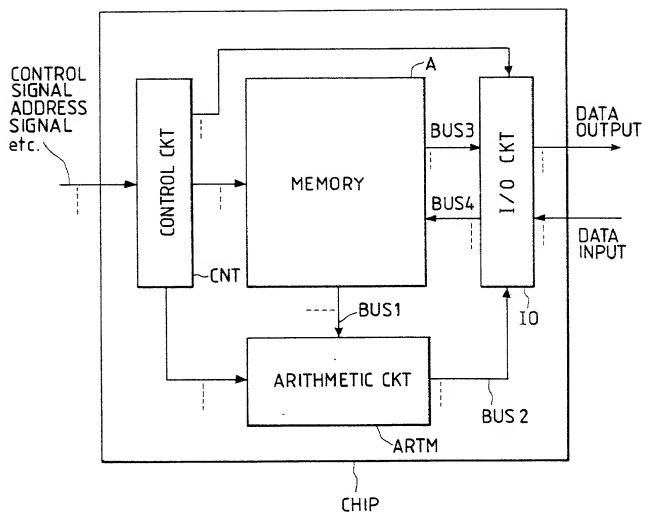 CONTROL
SIGNAL
ADDRESS
SIGNAL
etc.
CONTROL CKT
CNT
A
MEMORY
BUS3
BUS4
I/O CKT
DATA
OUTPUT
DATA
INPUT
IO
BUS1
ARITHMETIC CKT
BUS 2
ARTM
CHIP